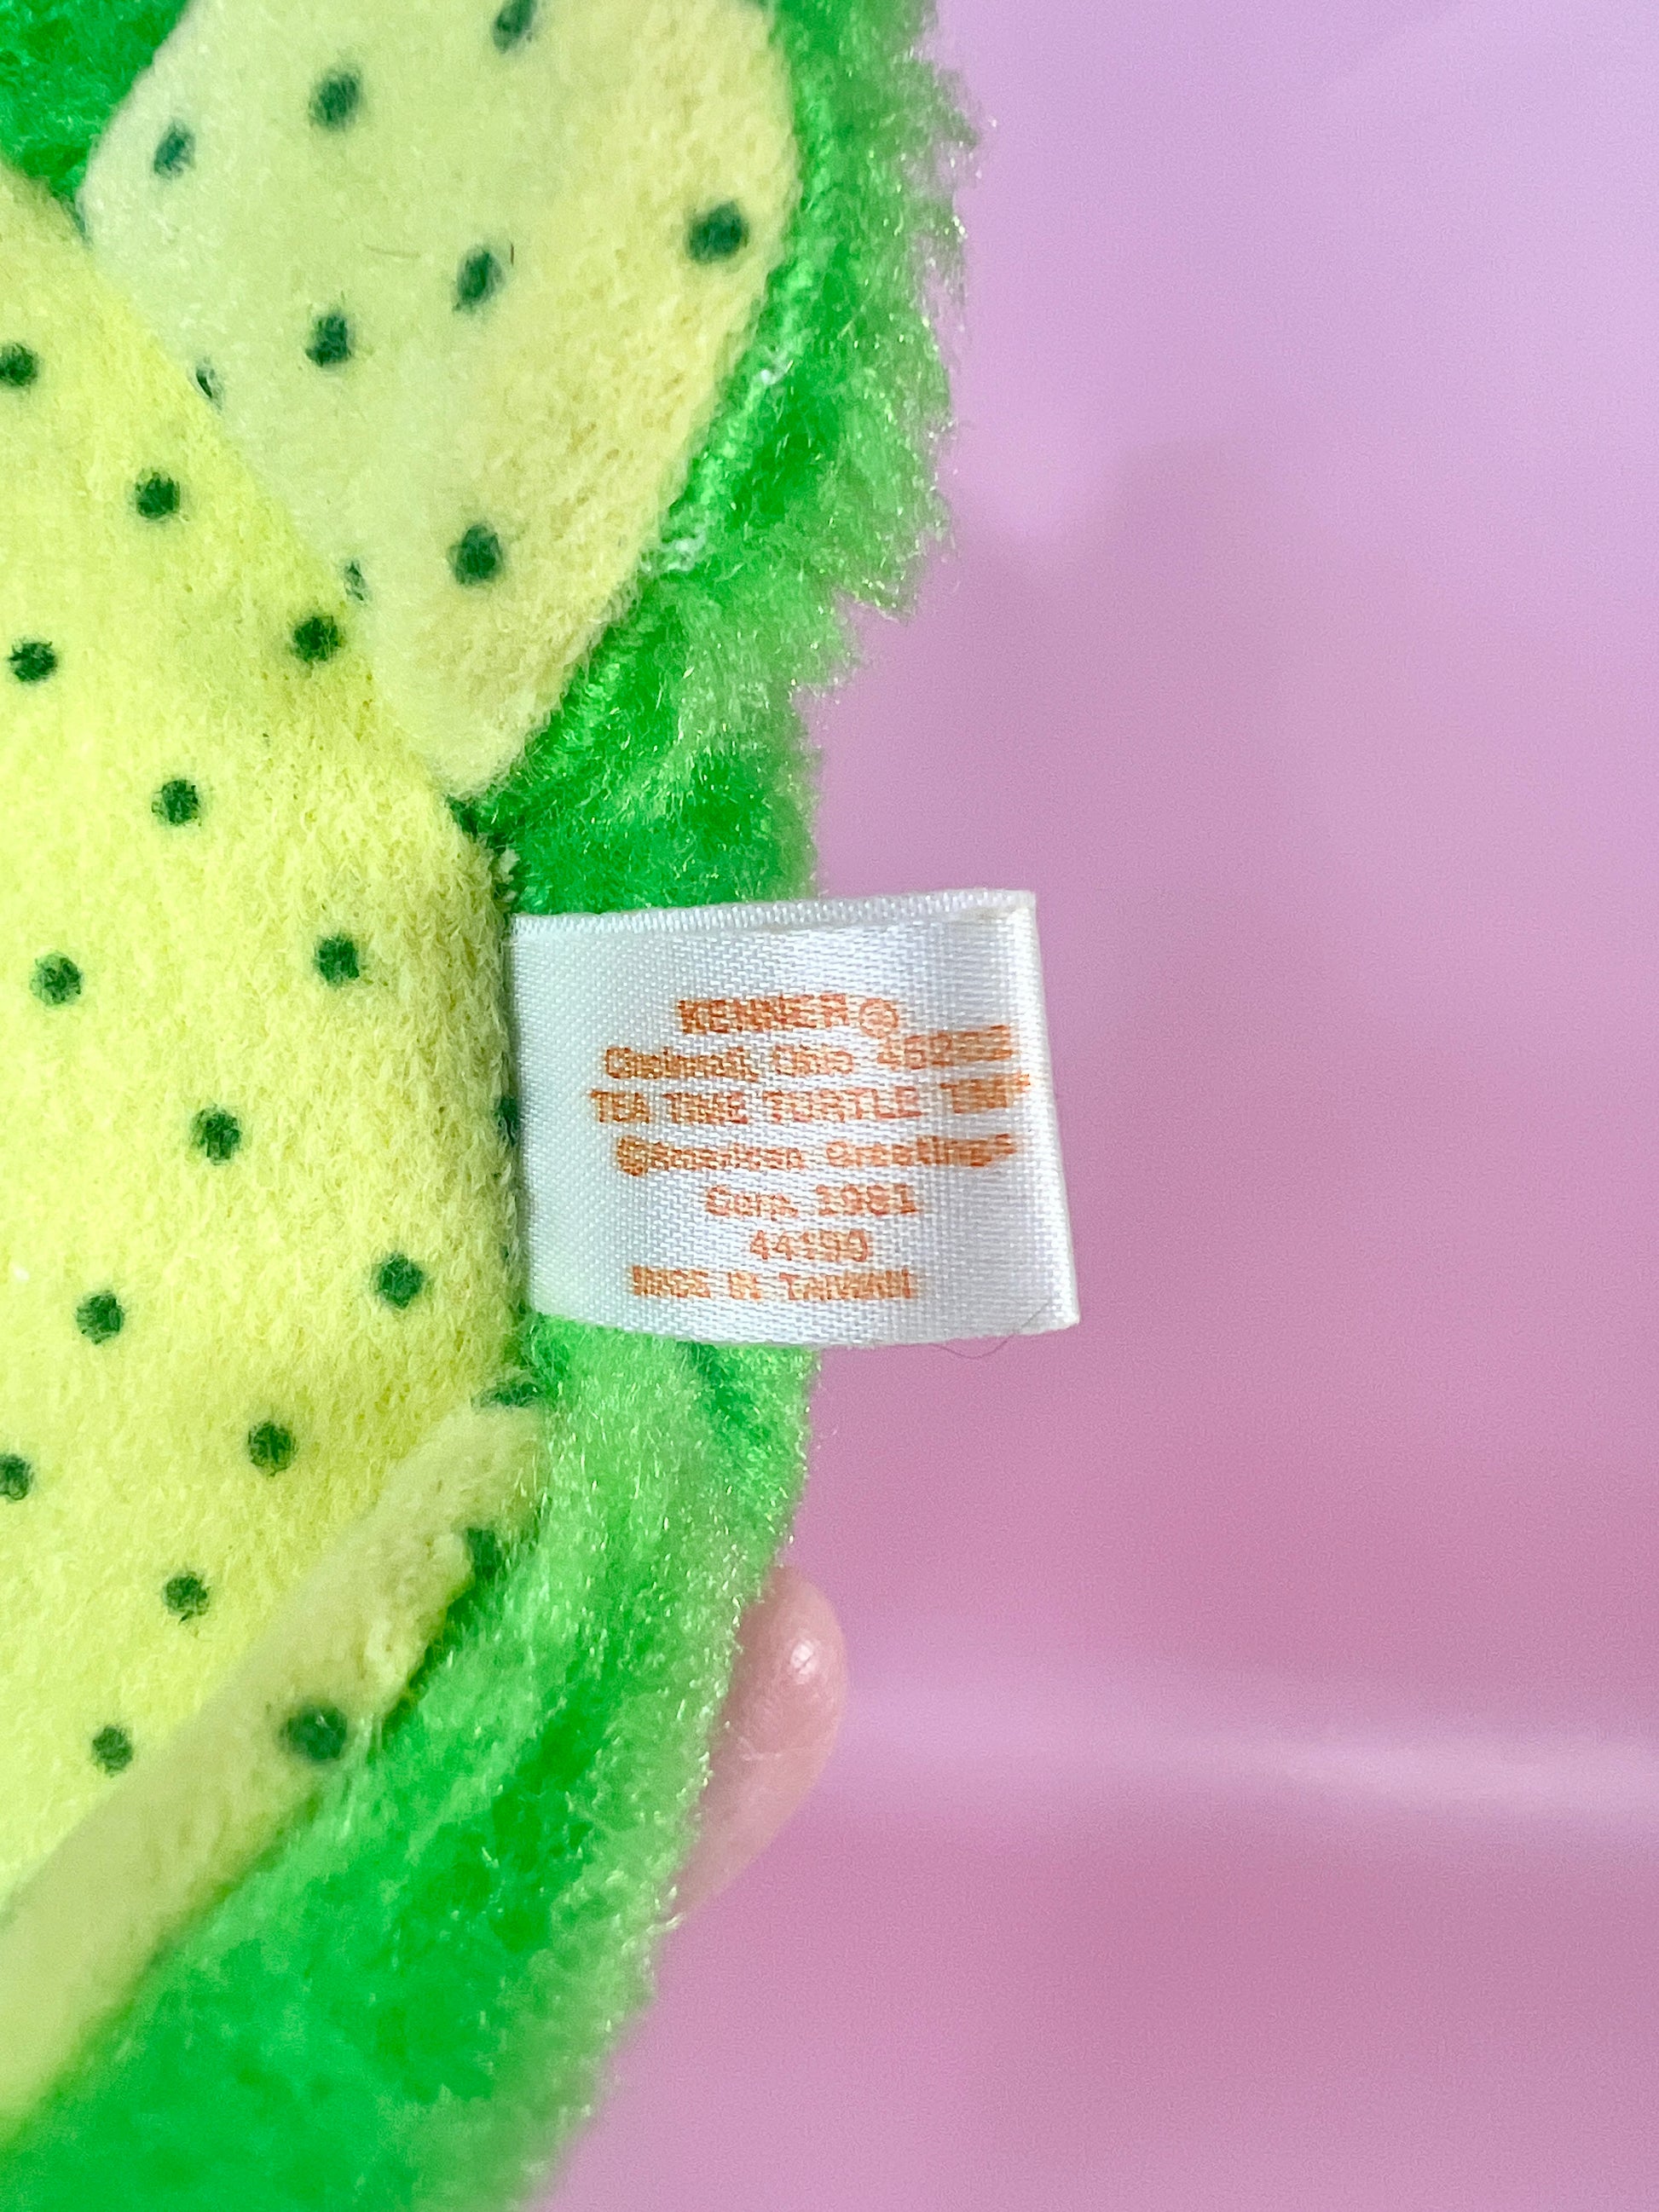 KENNER®
Cincinnati, Ohio 45202
TEA TIME TURTLE TM*
©American Greetings
Corp. 1981
44190
MADE IN TAIWAN